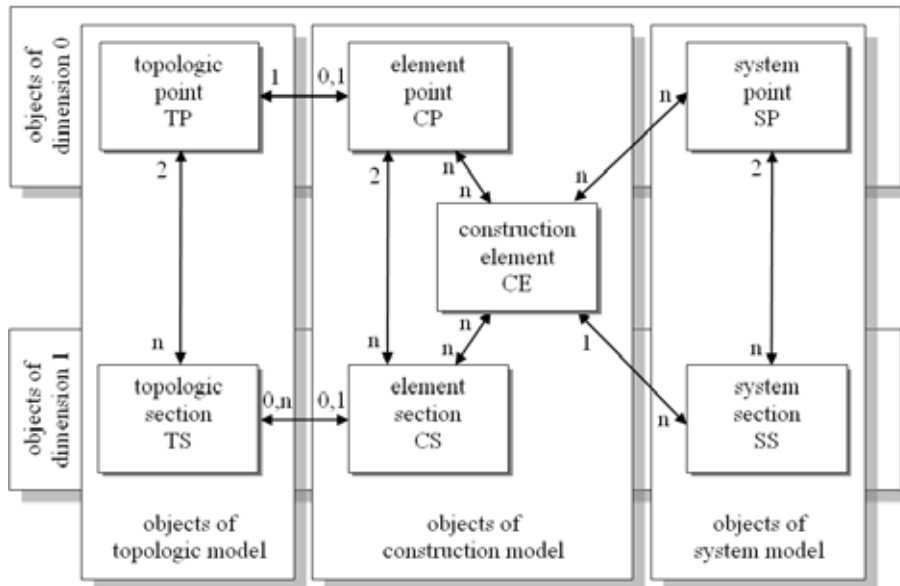 objects of
dimension 0
topologic
point
TP
1
0,1
element
point
CP
system
point
SP
n
2
2
n
n
n
2
construction
element
CE
n
n
n
1
n
n
objects of
dimension 1
topologic
section
TS
0,n
0,1
element
section
CS
system
section
SS
n
objects of
topologic model
objects of
construction model
objects of
system model